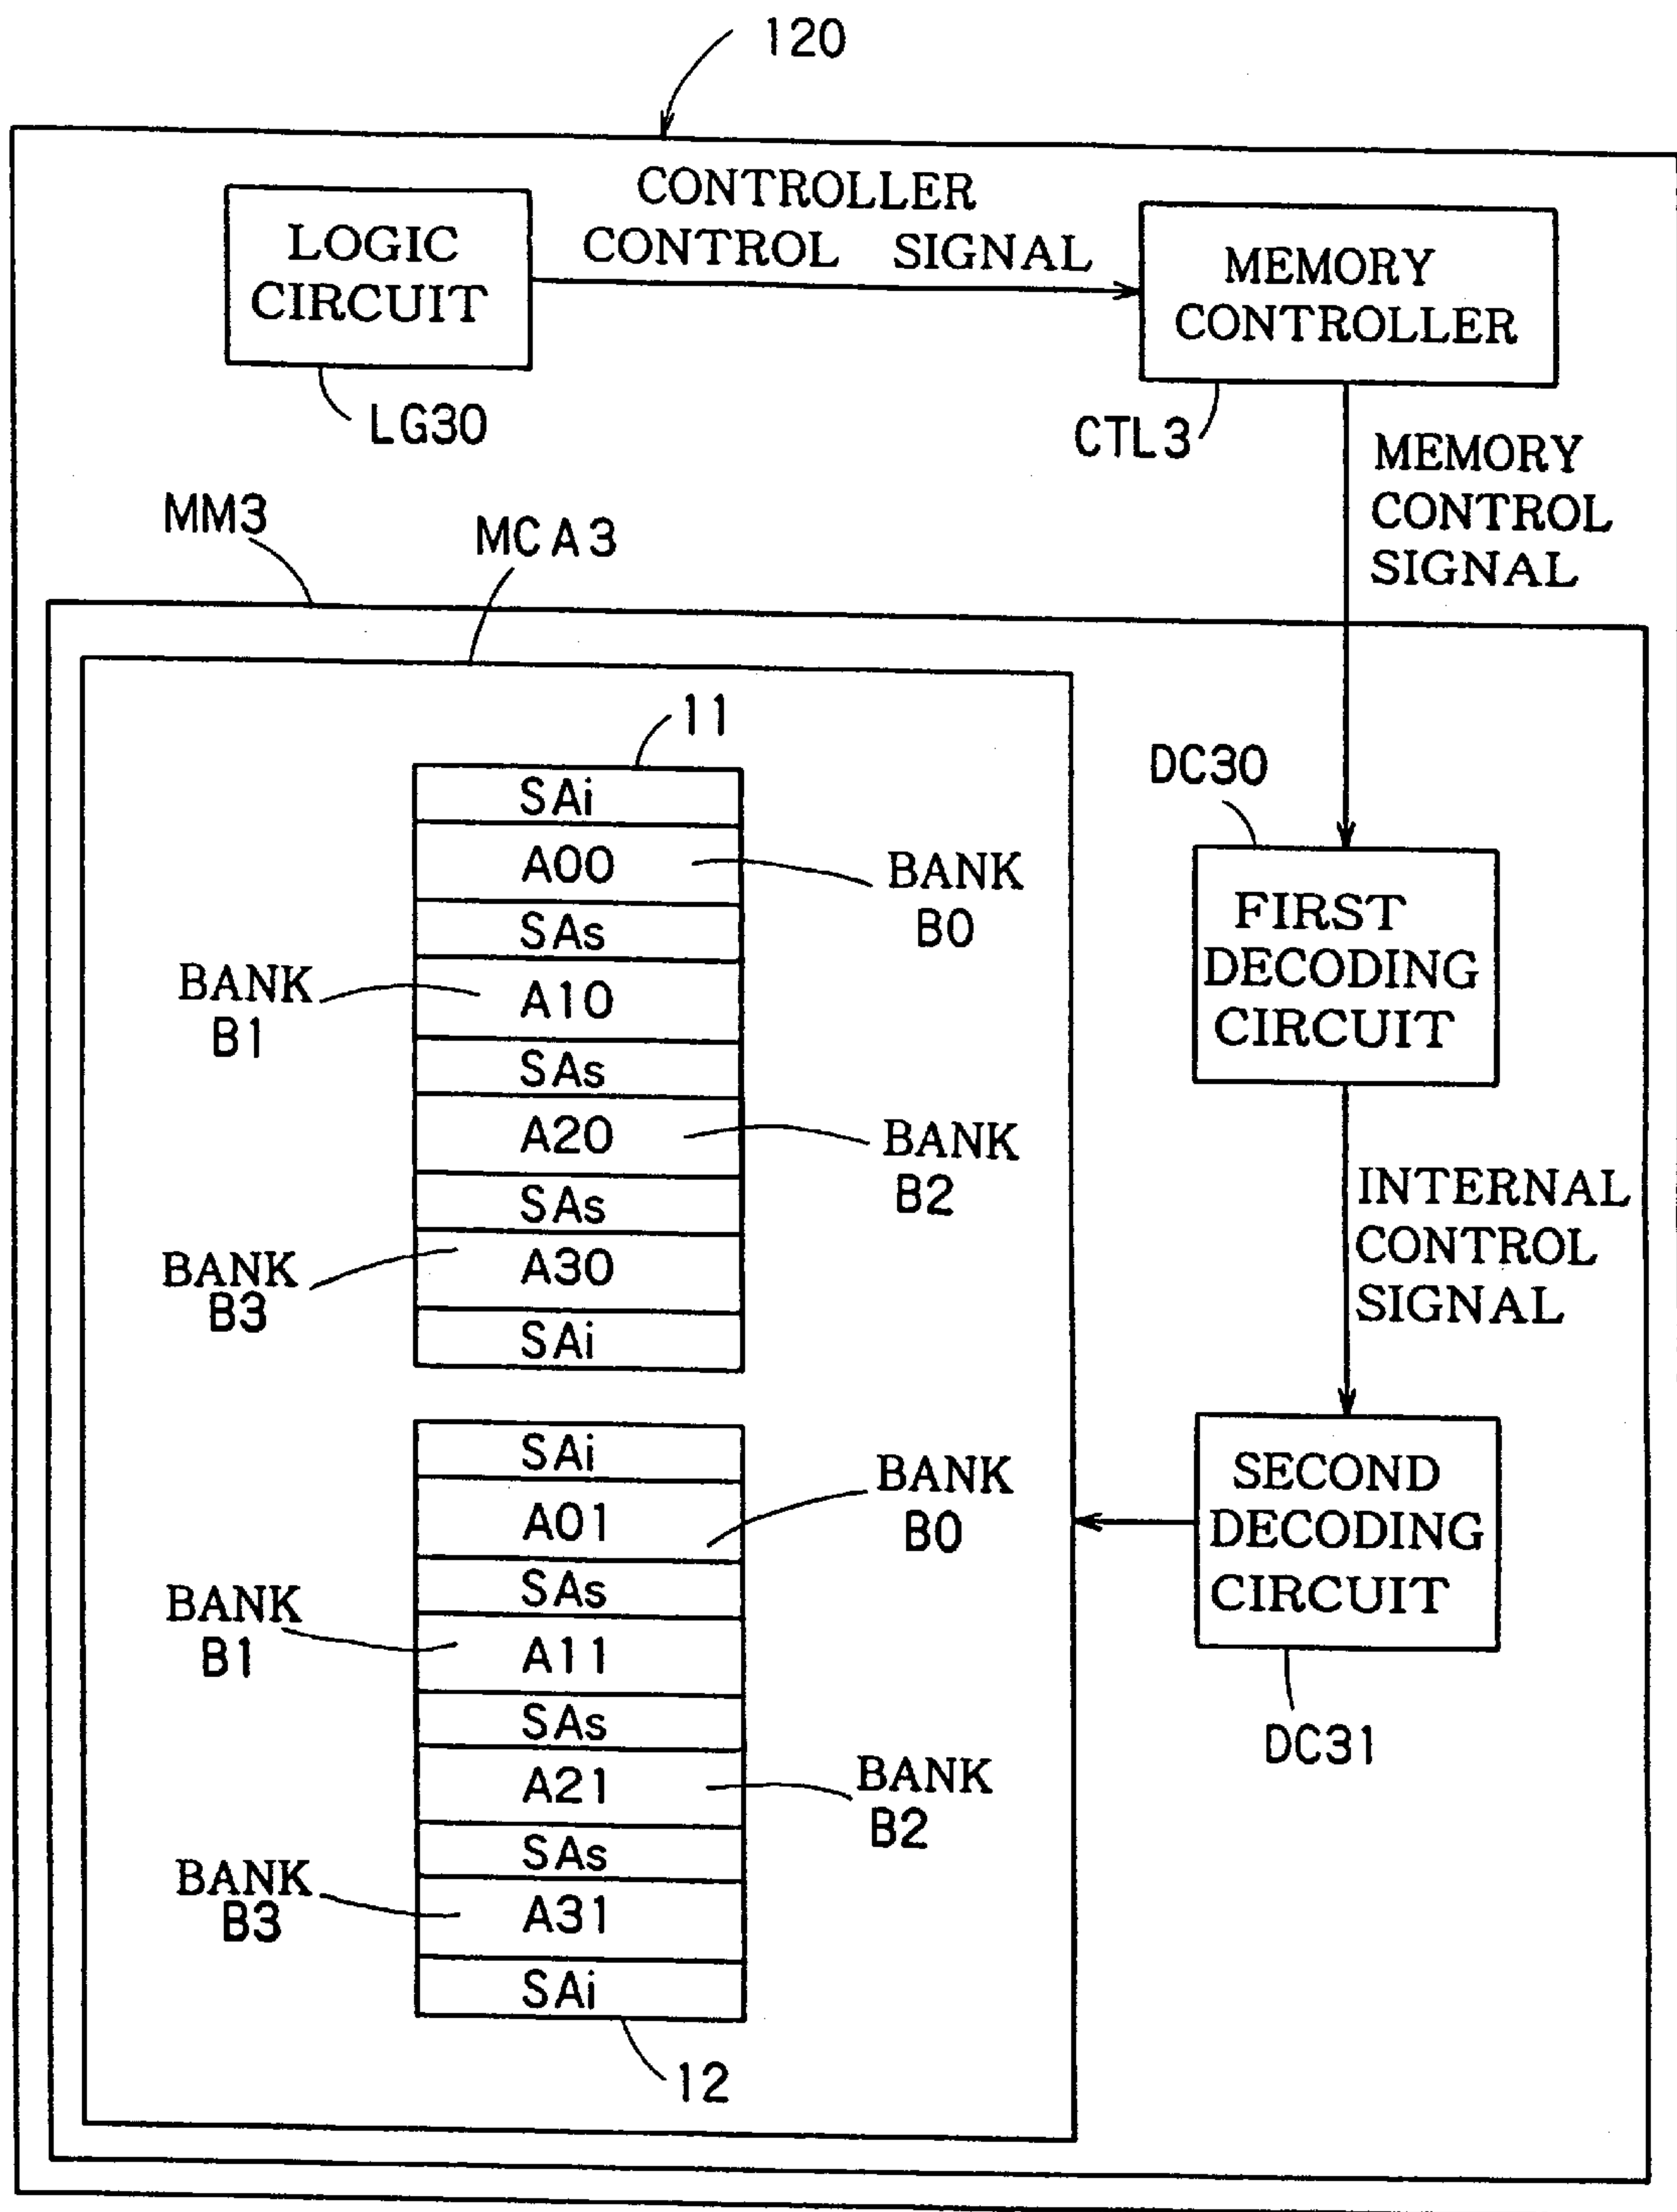 120
CONTROLLER
CONTROL SIGNAL
LOGIC
CIRCUIT
MEMORY
CONTROLLER
LG30
CTL3
MEMORY
CONTROL
SIGNAL
MM3
MCA3
11
SAi
A00
BANK
B0
SAs
BANK
B1
A10
SAs
A20
BANK
B2
SAs
BANK
B3
A30
SAi
DC30
FIRST
DECODING
CIRCUIT
INTERNAL
CONTROL
SIGNAL
SAi
A01
BANK
B0
SAs
BANK
B1
A11
SAs
A21
BANK
B2
SAs
BANK
B3
A31
SAi
12
SECOND
DECODING
CIRCUIT
DC31